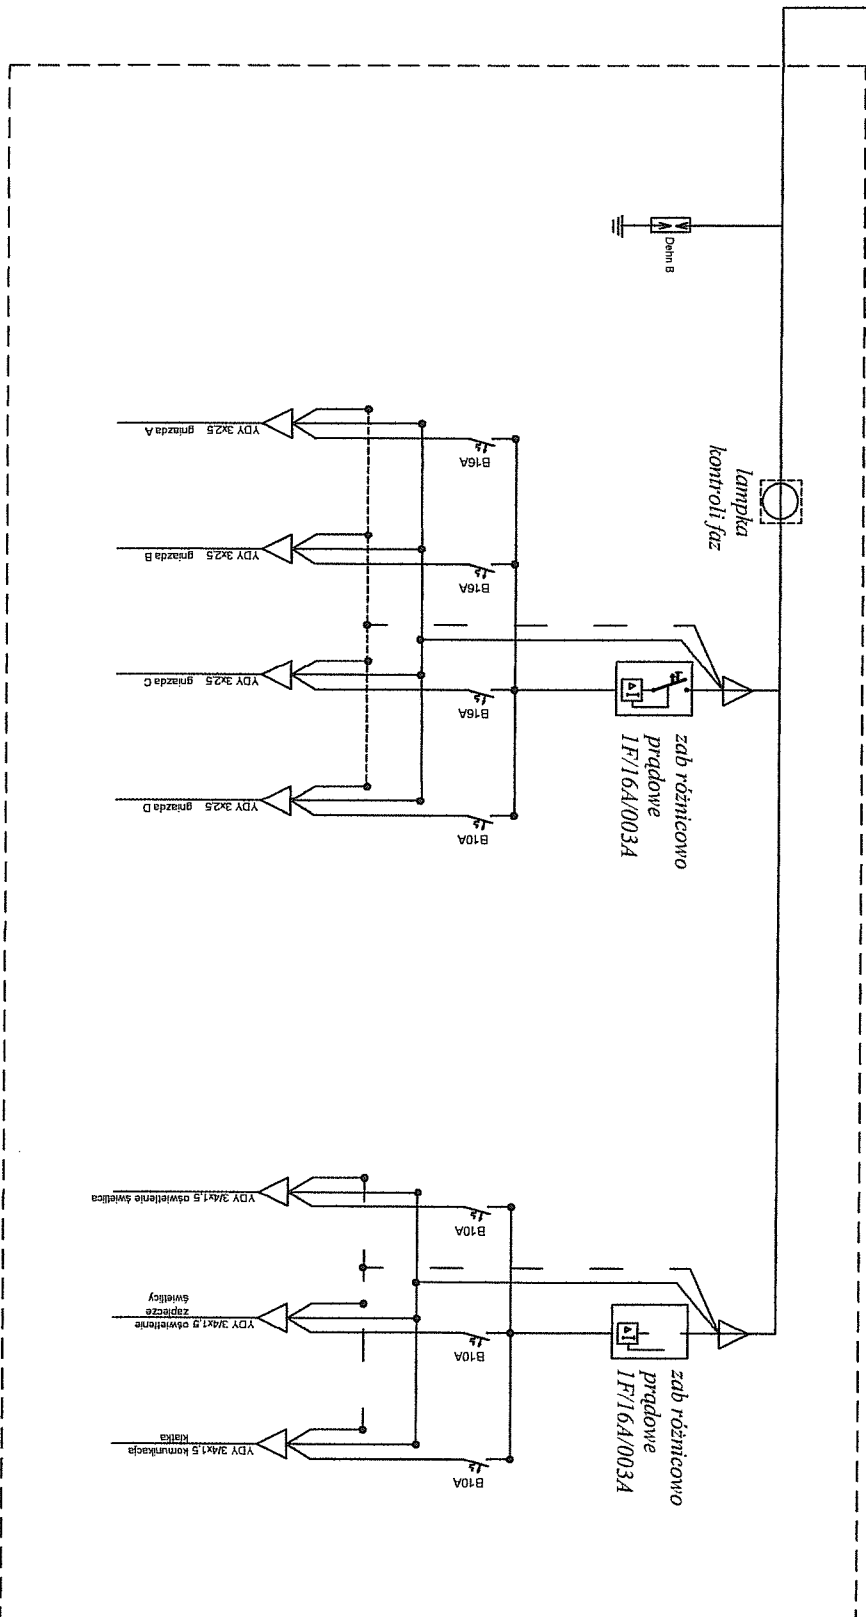 Dehn B
lampka
kontroli faz
YDY 3x2.5 gniazda A
B16A
YDY 3x2.5 gniazda B
B16A
YDY 3x2.5 gniazda C
B16A
YDY 3x2.5 gniazda D
B10A
zab różnicowo
prądowe
1F/16A/003A
YDY 3/4x1,5 oświetlenie świetlica
B10A
YDY 3/4x1,5 oświetlenie
zaplecze
świetlicy
B10A
YDY 3/4x1,5 komunikacja
klatka
B10A
zab różnicowo
prądowe
1F/16A/003A